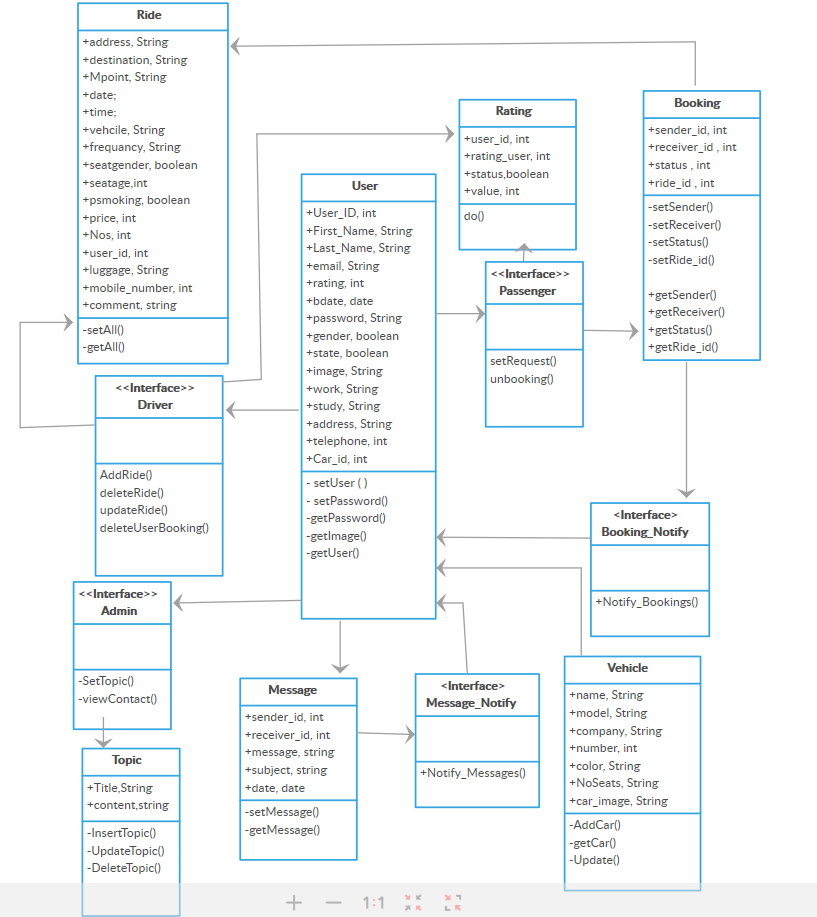 Ride
+address, String
+destination, String
+Mpoint, String
+date;
+time;
+vehcile, String
+frequancy, String
+seatgender, boolean
+seatage,int
+psmoking, boolean
+price, int
+Nos, int
+user_id, int
+luggage, String
+mobile_number, int
+comment, string
-setAll()
-getAll()
Rating
+user_id, int
+rating_user, int
+status,boolean
+value, int
do()
Booking
+sender_id, int
+receiver_id , int
+status , int
+ride_id , int
-setSender()
-setReceiver()
-setStatus()
-setRide_id()
+getSender()
+getReceiver()
+getStatus()
+getRide_id()
User
+User_ID, int
+First_Name, String
+Last_Name, String
+email, String
+rating, int
+bdate, date
+password, String
+gender, boolean
+state, boolean
+image, String
+work, String
+study, String
+address, String
+telephone, int
+Car_id, int
- setUser ( )
- setPassword()
-getPassword()
-getImage()
-getUser()
<<Interface>>
Passenger
setRequest()
unbooking()
<<Interface>>
Driver
AddRide()
deleteRide()
updateRide()
deleteUserBooking()
<Interface>
Booking_Notify
+Notify_Bookings()
<<Interface>>
Admin
-SetTopic()
-viewContact()
Message
+sender_id, int
+receiver_id, int
+message, string
+subject, string
+date, date
-setMessage()
-getMessage()
<Interface>
Message_Notify
+Notify_Messages()
Vehicle
+name, String
+model, String
+company, String
+number, int
+color, String
+NoSeats, String
+car_image, String
-AddCar()
-getCar()
-Update()
Topic
+Title,String
+content,string
-InsertTopic()
-UpdateTopic()
-DeleteTopic()
1:1